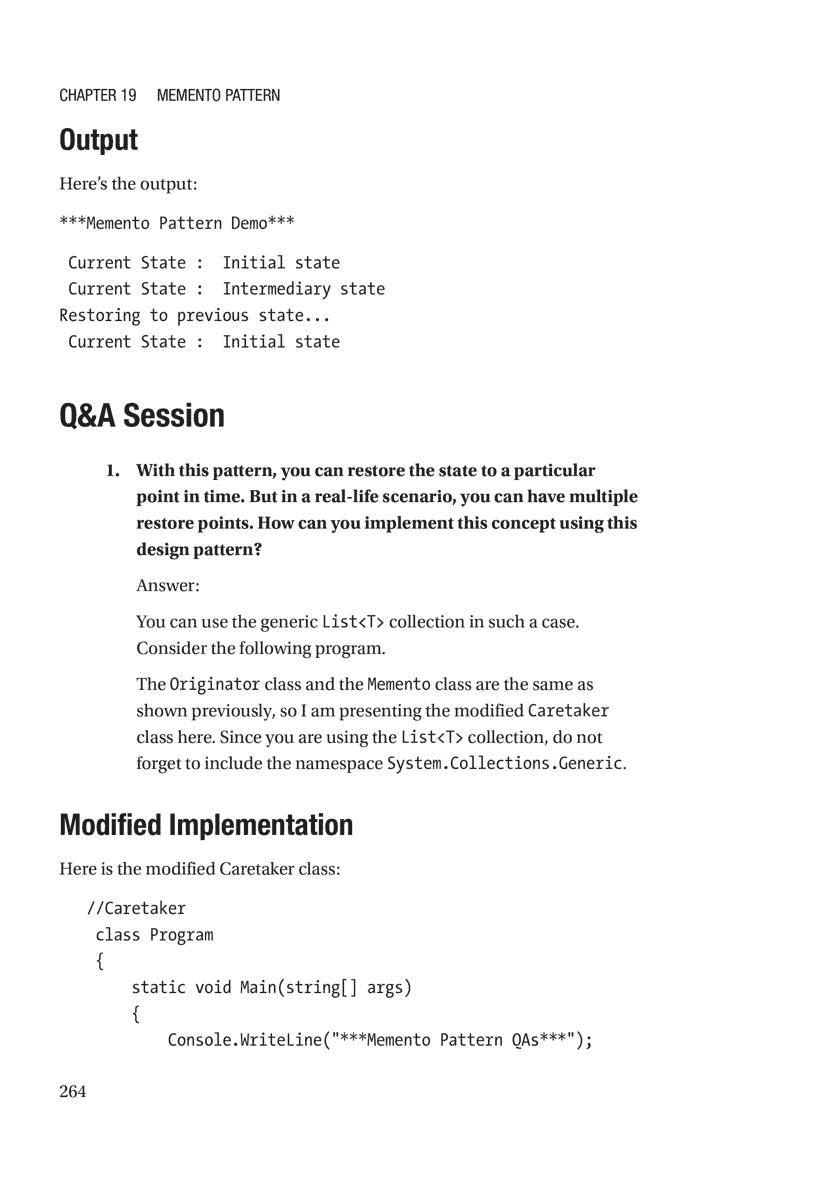 CHAPTER 19 MEMENTO PATTERN
Output
Here’s the output:
***Memento Pattern Demo***
Current State : Initial state
Current State : Intermediary state
Restoring to previous state...
Current State : Initial state
Q&A Session
1. With this pattern, you can restore the state to a particular
point in time. But in a real-life scenario, you can have multiple
restore points. How can you implement this concept using this
design pattern?
Answer:
You can use the generic List<T> collection in such a case.
Consider the following program.
The Originator class and the Memento class are the same as
shown previously, so I am presenting the modified Caretaker
class here. Since you are using the List<T> collection, do not
forget to include the namespace System.Collections.Generic.
Modified Implementation
Here is the modified Caretaker class:
//Caretaker
class Program
{
static void Main(string[] args)
{
Console.WriteLine("***Memento Pattern QAs***");
264